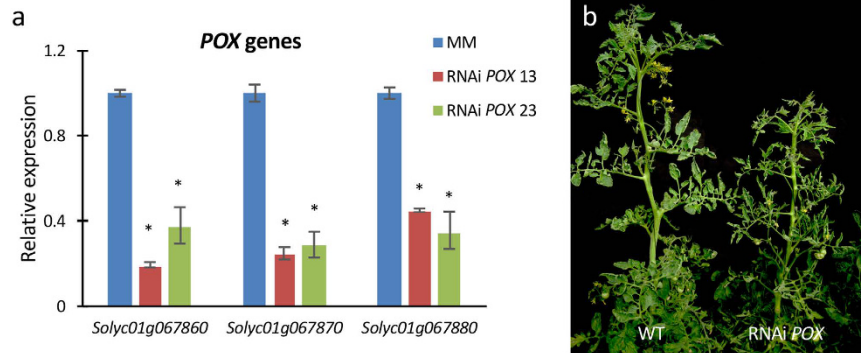 a
POX genes
MM
RNAi POX 13
RNAi POX 23
Relative expression
1.2
0.8
0.4
0
*
*
*
*
*
*
Solyc01g067860
Solyc01g067870
Solyc01g067880
b
WT
RNAi POX